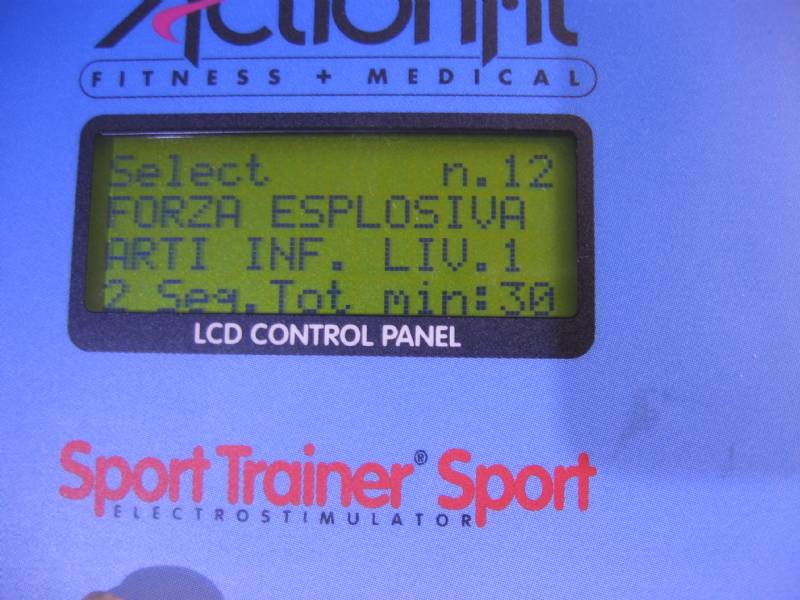 ActionFit
FITNESS + MEDICAL
Select n.12
FORZA ESPLOSIVA
ARTI INF. LIV.1
2 Seq.Tot min:30
LCD CONTROL PANEL
Sport Trainer® Sport
ELECTROSTIMULATOR